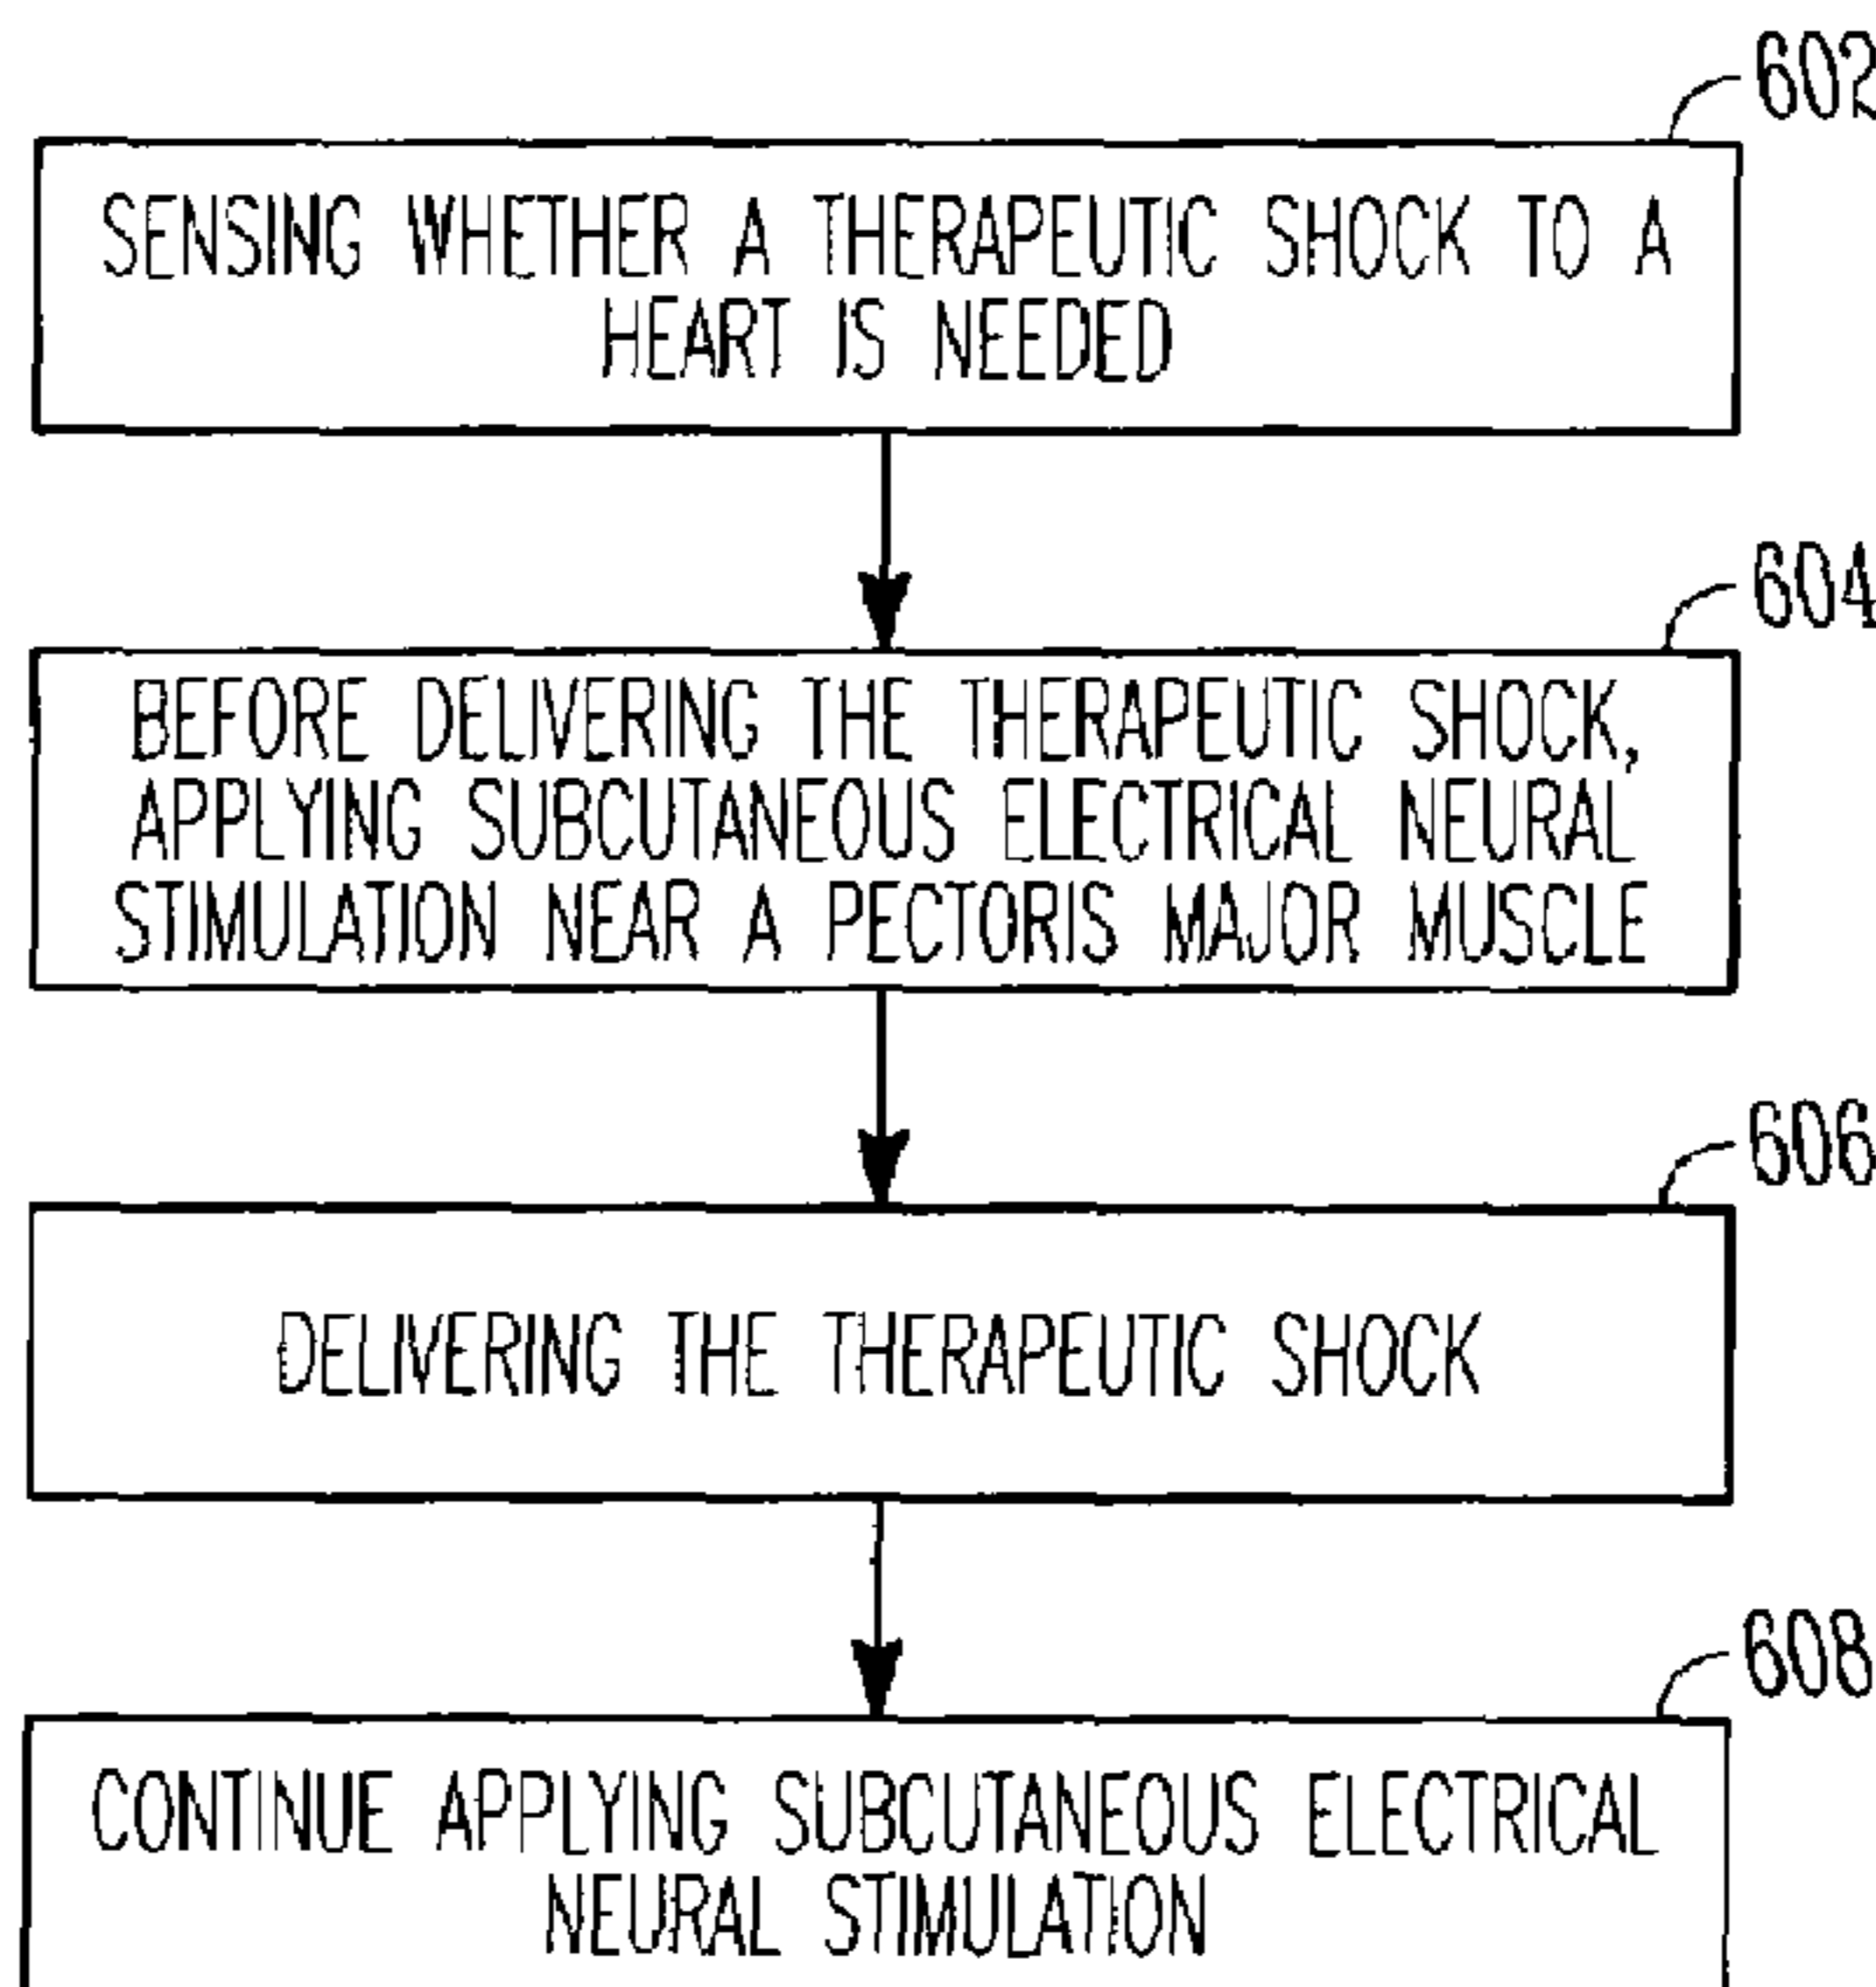 602
SENSING WHETHER A THERAPEUTIC SHOCK TO A
HEART IS NEEDED
604
BEFORE DELIVERING THE THERAPEUTIC SHOCK,
APPLYING SUBCUTANEOUS ELECTRICAL NEURAL
STIMULATION NEAR A PECTORIS MAJOR MUSCLE
606
DELIVERING THE THERAPEUTIC SHOCK
608
CONTINUE APPLYING SUBCUTANEOUS ELECTRICAL
NEURAL STIMULATION